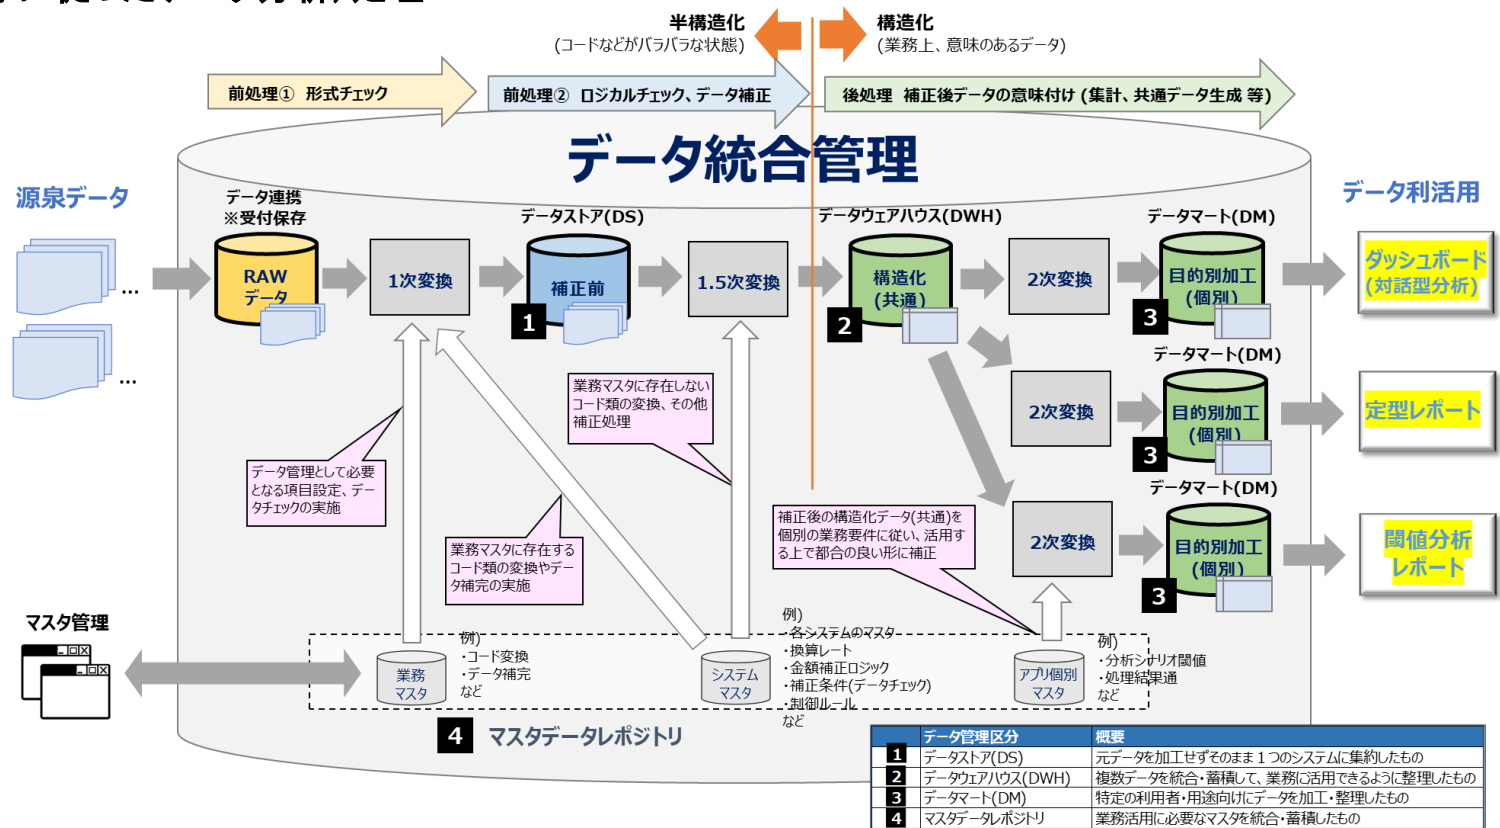 半構造化
(コードなどがバラバラな状態)
構造化
(業務上、意味のあるデータ)
前処理① 形式チェック
前処理② ロジカルチェック、データ補正
後処理 補正後データの意味付け (集計、共通データ生成 等)
データ統合管理
源泉データ
データ連携
※受付保存
データストア(DS)
データウェアハウス(DWH)
データマート(DM)
データ利活用
RAW
データ
1次変換
補正前
1
1.5次変換
構造化
(共通)
2
2次変換
目的別加工
(個別)
3
ダッシュボード
(対話型分析)
...
...
データマート(DM)
2次変換
目的別加工
(個別)
3
定型レポート
業務マスタに存在しない
コード類の変換、その他
補正処理
データ管理として必要
となる項目設定、デー
タチェックの実施
業務マスタに存在する
コード類の変換やデー
タ補完の実施
補正後の構造化データ(共通)を
個別の業務要件に従い、活用す
る上で都合の良い形に補正
データマート(DM)
2次変換
目的別加工
(個別)
3
閾値分析
レポート
マスタ管理
業務
マスタ
例)
・コード変換
・データ補完
など
システム
マスタ
例)
・各システムのマスタ
・換算レート
・金額補正ロジック
・補正条件(データチェック)
・制御ルール
など
アプリ個別
マスタ
例)
・分析シナリオ閾値
・処理結果通
など
4 マスタデータレポジトリ
データ管理区分 概要
1 データストア(DS) 元データを加工せずそのまま１つのシステムに集約したもの
2 データウェアハウス(DWH) 複数データを統合・蓄積して、業務に活用できるように整理したもの
3 データマート(DM) 特定の利用者・用途向けにデータを加工・整理したもの
4 マスタデータレポジトリ 業務活用に必要なマスタを統合・蓄積したもの